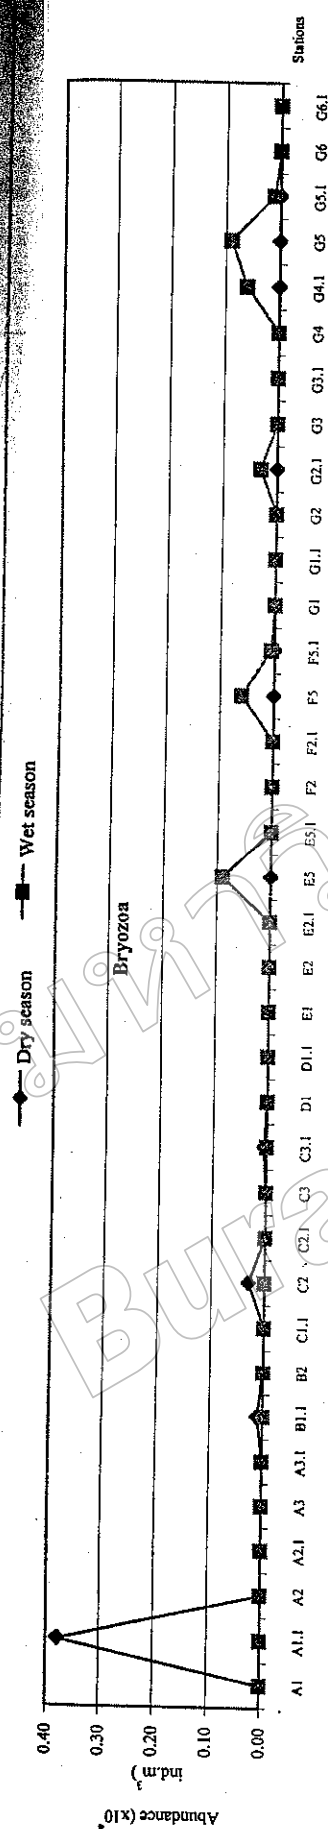 Dry season
Wet season
Bryozoa
Abundance (x10
ind.m
3
)
0.40
0.30
0.20
0.10
0.00
A1 A1.1 A2 A2.1 A3 A3.1 B1.1 B2 C1.1 C2 C2.1 C3 C3.1 D1 D1.1 E1 E2 E2.1 E5 E5.1 F2 F2.1 F5 F5.1 G1 G1.1 G2 G2.1 G3 G3.1 G4 G4.1 G5 G5.1 G6 G6.1
Stations
Bura